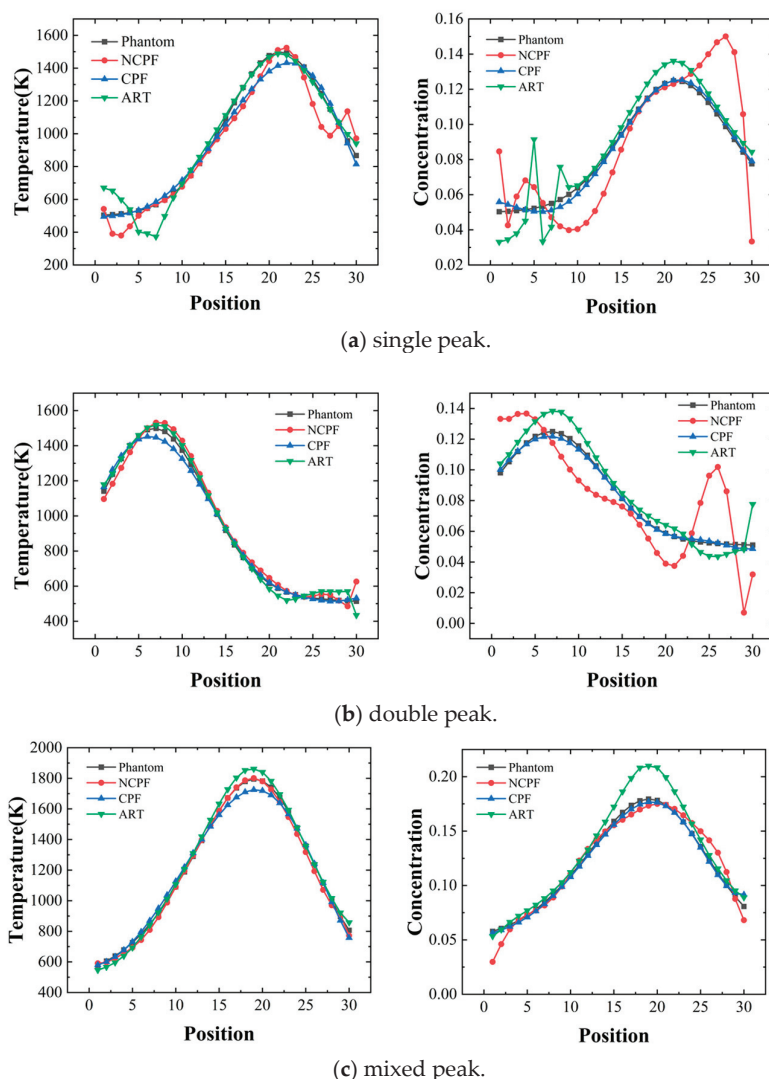 Phantom
NCPF
CPF
ART
Temperature(K)
1600
1400
1200
1000
800
600
400
200
0 5 10 15 20 25 30
Position
Phantom
NCPF
CPF
ART
Concentration
0.16
0.14
0.12
0.10
0.08
0.06
0.04
0.02
0 5 10 15 20 25 30
Position
(a) single peak.
Phantom
NCPF
CPF
ART
Temperature(K)
1600
1400
1200
1000
800
600
400
0 5 10 15 20 25 30
Position
Phantom
NCPF
CPF
ART
Concentration
0.14
0.12
0.10
0.08
0.06
0.04
0.02
0.00
0 5 10 15 20 25 30
Position
(b) double peak.
Phantom
NCPF
CPF
ART
Temperature(K)
2000
1800
1600
1400
1200
1000
800
600
400
0 5 10 15 20 25 30
Position
Phantom
NCPF
CPF
ART
Concentration
0.20
0.15
0.10
0.05
0.00
0 5 10 15 20 25 30
Position
(c) mixed peak.